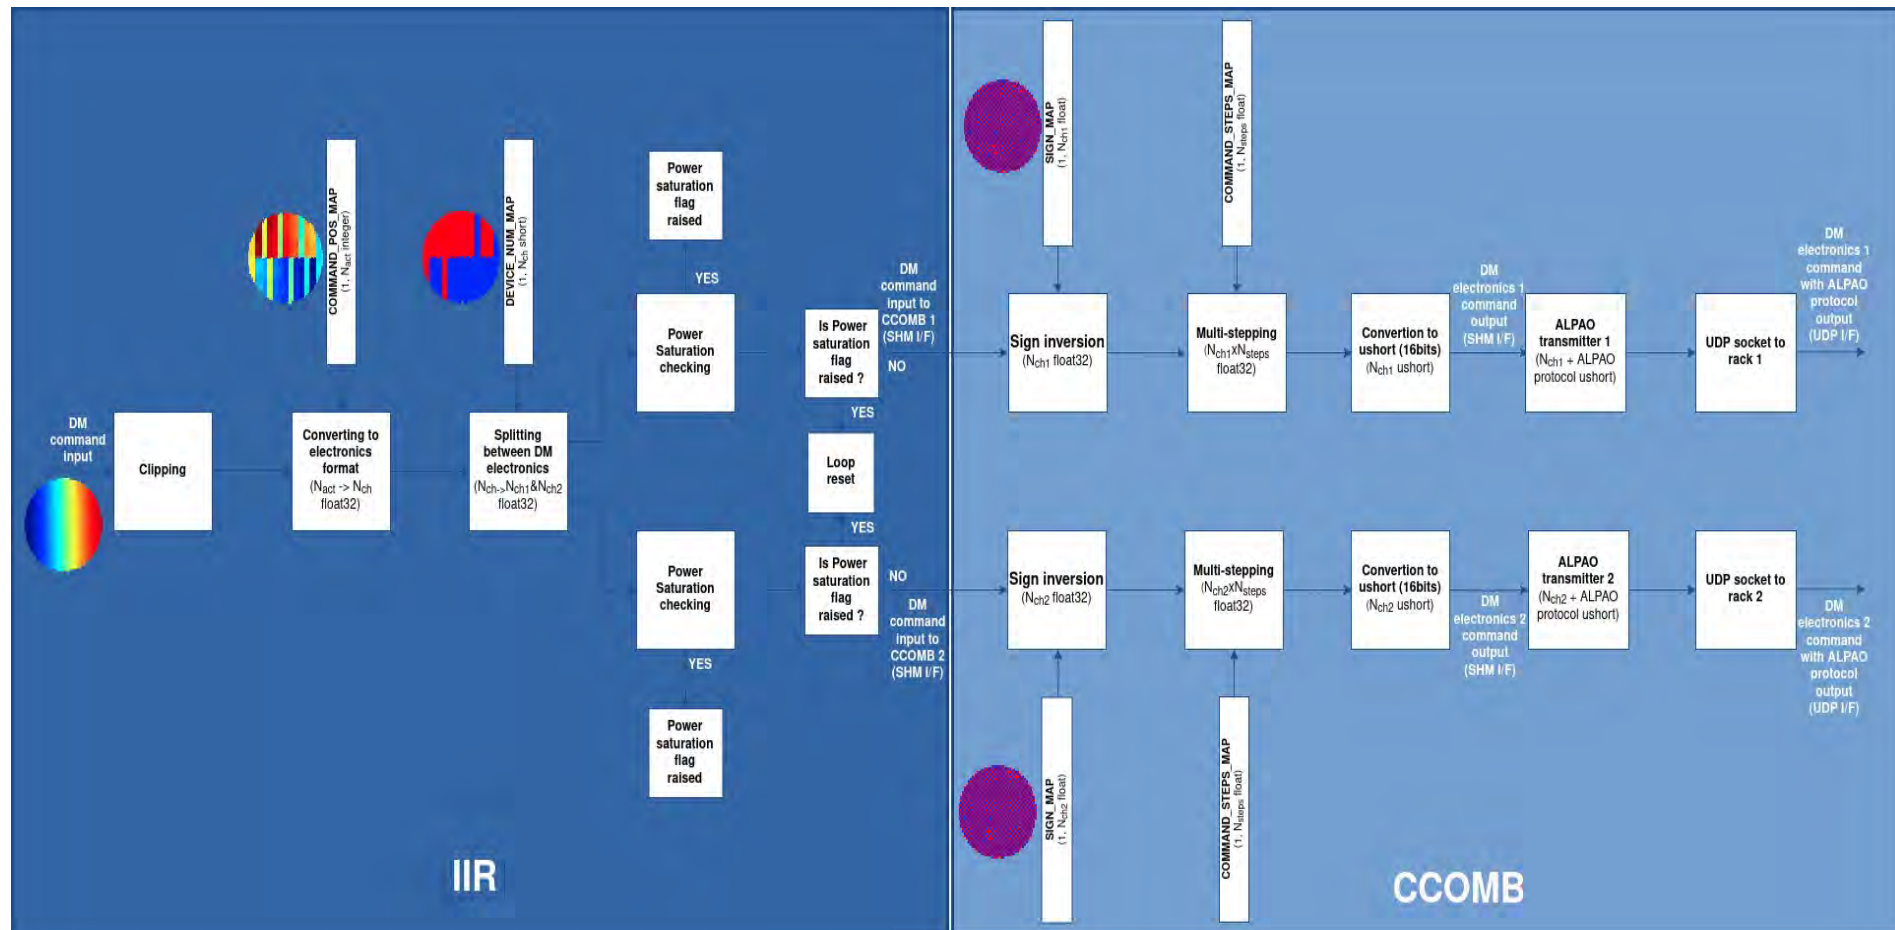 DM
command
input
Clipping
COMMAND_POS_MAP
(1, Nact integer)
Converting to
electronics
format
(Nact -> Nch
float32)
DEVICE_NUM_MAP
(1, Nch short)
Splitting
between DM
electronics
(Nch->Nch1&Nch2
float32)
Power
saturation
flag
raised
YES
Power
Saturation
checking
Is Power
saturation
flag
raised ?
DM
command
input to
CCOMB 1
(SHM I/F)
NO
YES
Loop
reset
YES
Power
Saturation
checking
Is Power
saturation
flag
raised ?
NO
DM
command
input to
CCOMB 2
(SHM I/F)
YES
Power
saturation
flag
raised
IIR
SIGN_MAP
(1, Nch1 float)
COMMAND_STEPS_MAP
(1, Nsteps float)
Sign inversion
(Nch1 float32)
Multi-stepping
(Nch1xNsteps
float32)
Convertion to
ushort (16bits)
(Nch1 ushort)
DM
electronics 1
command
output
(SHM I/F)
ALPAO
transmitter 1
(Nch1 + ALPAO
protocol ushort)
UDP socket to
rack 1
DM
electronics 1
command
with ALPAO
protocol
output
(UDP I/F)
Sign inversion
(Nch2 float32)
Multi-stepping
(Nch2xNsteps
float32)
Convertion to
ushort (16bits)
(Nch2 ushort)
DM
electronics 2
command
output
(SHM I/F)
ALPAO
transmitter 2
(Nch2 + ALPAO
protocol ushort)
UDP socket to
rack 2
DM
electronics 2
command
with ALPAO
protocol
output
(UDP I/F)
SIGN_MAP
(1, Nch2 float)
COMMAND_STEPS_MAP
(1, Nsteps float)
CCOMB